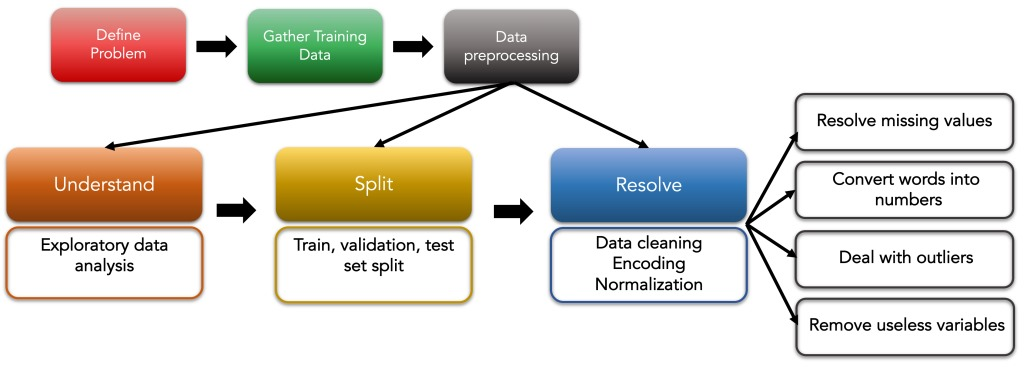 Define
Problem
Gather Training
Data
Data
preprocessing
Understand
Exploratory data
analysis
Split
Train, validation, test
set split
Resolve
Data cleaning
Encoding
Normalization
Resolve missing values
Convert words into
numbers
Deal with outliers
Remove useless variables